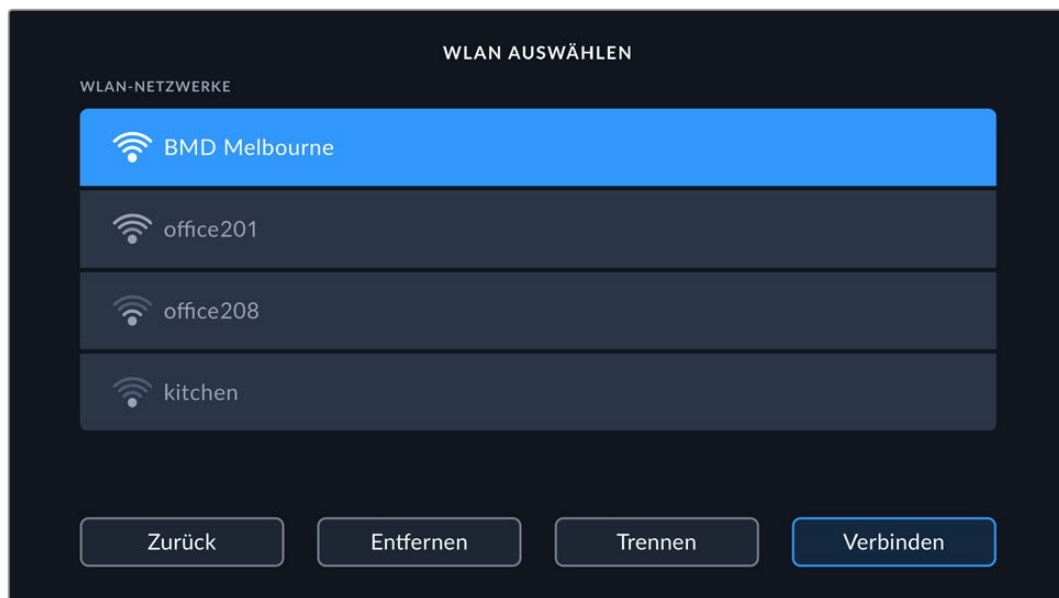 WLAN AUSWÄHLEN
WLAN-NETZWERKE
BMD Melbourne
office201
office208
kitchen
Zurück Entfernen Trennen Verbinden